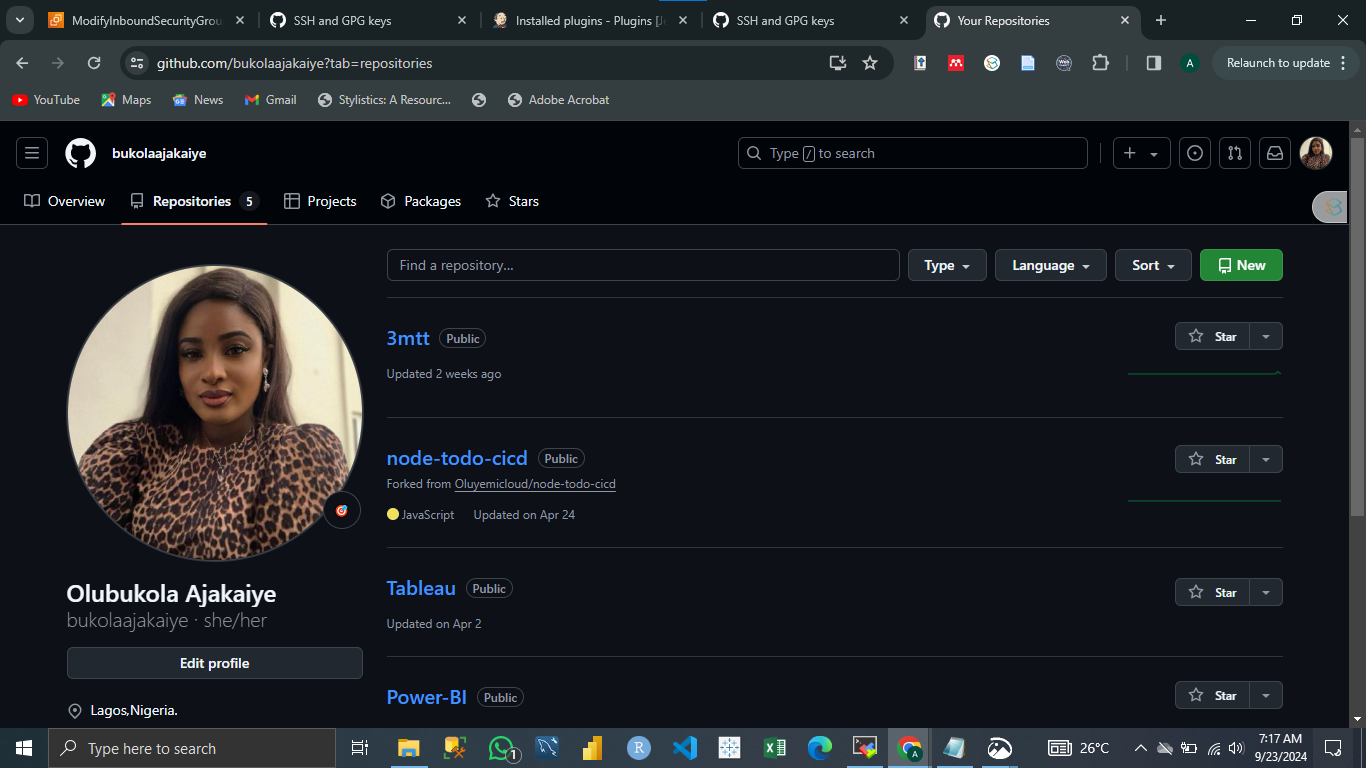 ModifyInboundSecurityGrou
SSH and GPG keys
Installed plugins - Plugins [Je
SSH and GPG keys
Your Repositories
github.com/bukolaajakaiye?tab=repositories
A
Relaunch to update
YouTube
Maps
News
Gmail
Stylistics: A Resourc...
Adobe Acrobat
bukolaajakaiye
Type / to search
Overview
Repositories 5
Projects
Packages
Stars
Find a repository...
Type
Language
Sort
New
3mtt Public
Star
Updated 2 weeks ago
node-todo-cicd Public
Star
Forked from Oluyemicloud/node-todo-cicd
JavaScript Updated on Apr 24
Tableau Public
Star
Updated on Apr 2
Power-BI Public
Star
Olubukola Ajakaiye
bukolaajakaiye · she/her
Edit profile
Lagos,Nigeria.
Type here to search
1
R
A
26°C
7:17 AM
9/23/2024